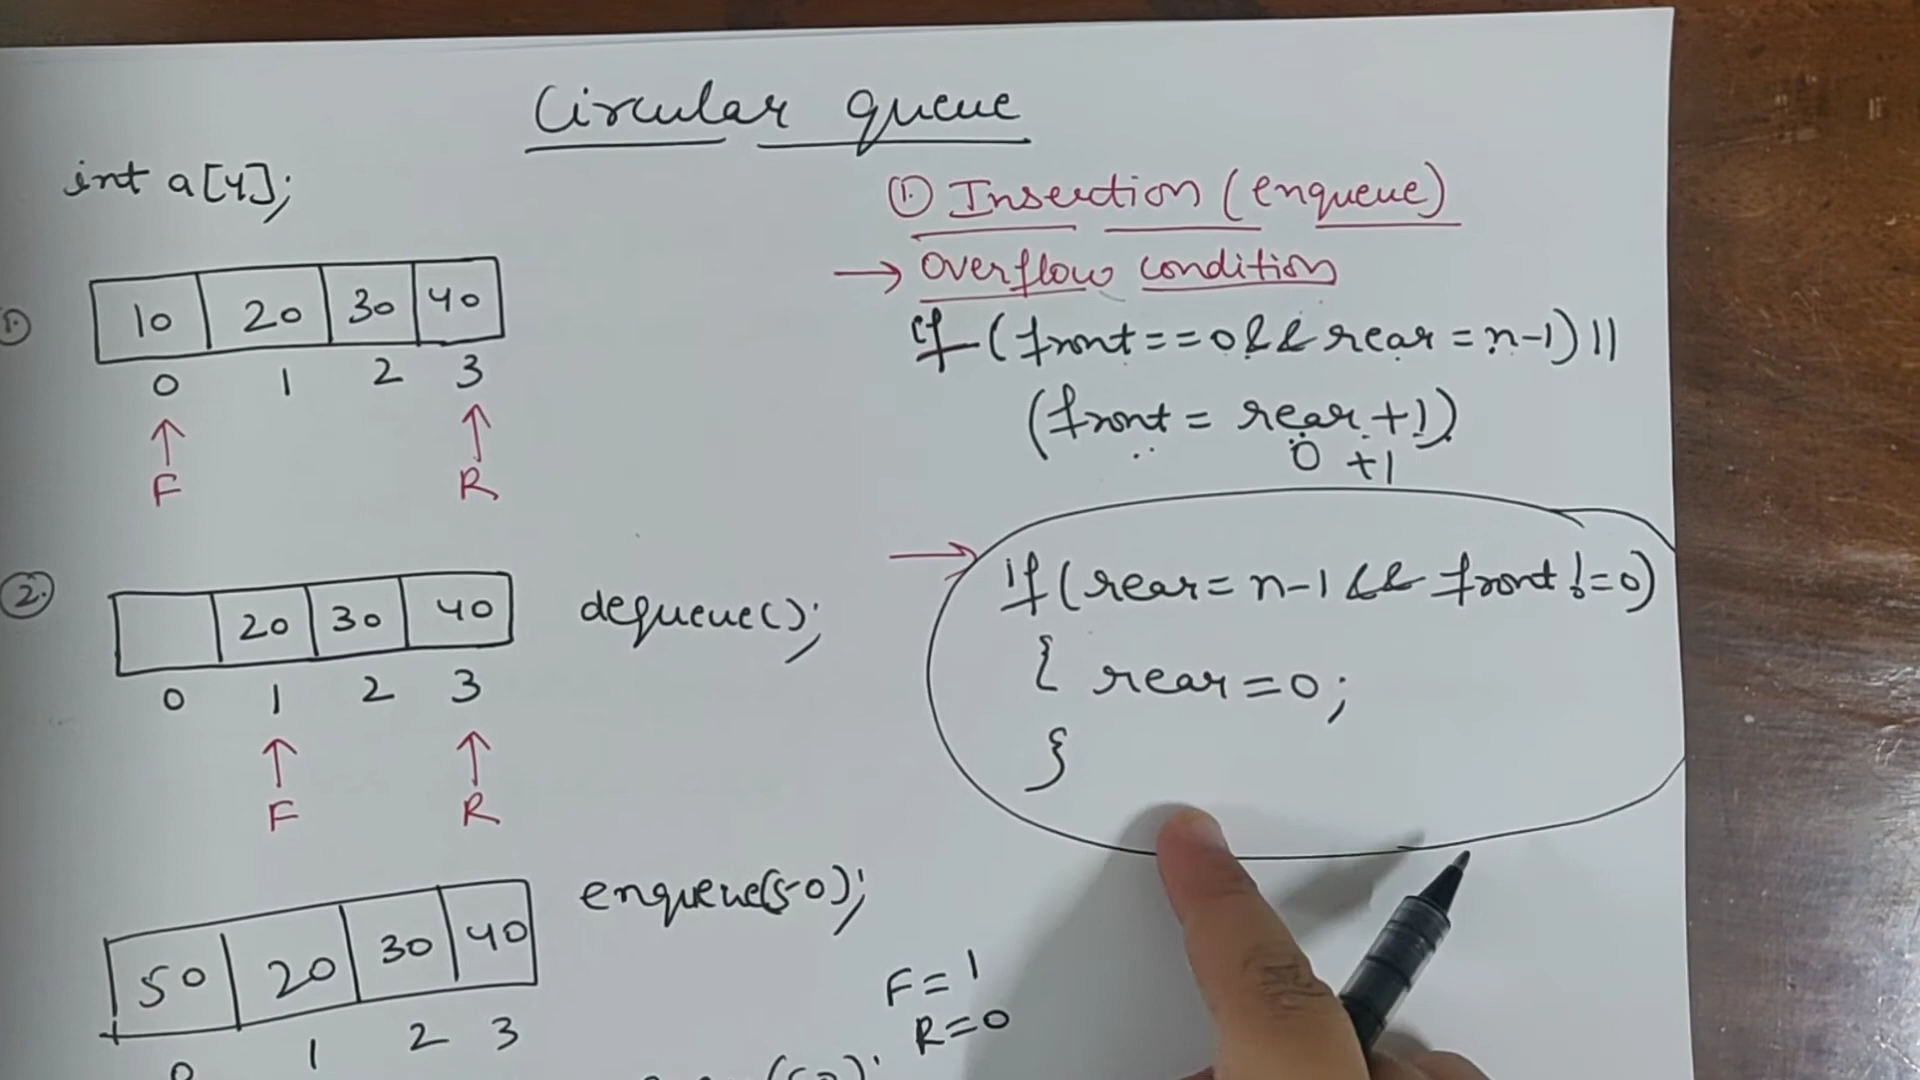 Circular queue
int a[4];
① Insertion (enqueue)
→ Overflow condition
if (front==0 && rear=n-1) ||
(front = rear +1)
0 +1
1. 10 20 30 40
0 1 2 3
↑ ↑
F R
→ if (rear=n-1 && front !=0)
{ rear=0;
}
2. 20 30 40 dequeue();
0 1 2 3
↑ ↑
F R
enqueue(50);
50 20 30 40
0 1 2 3
F=1
R=0